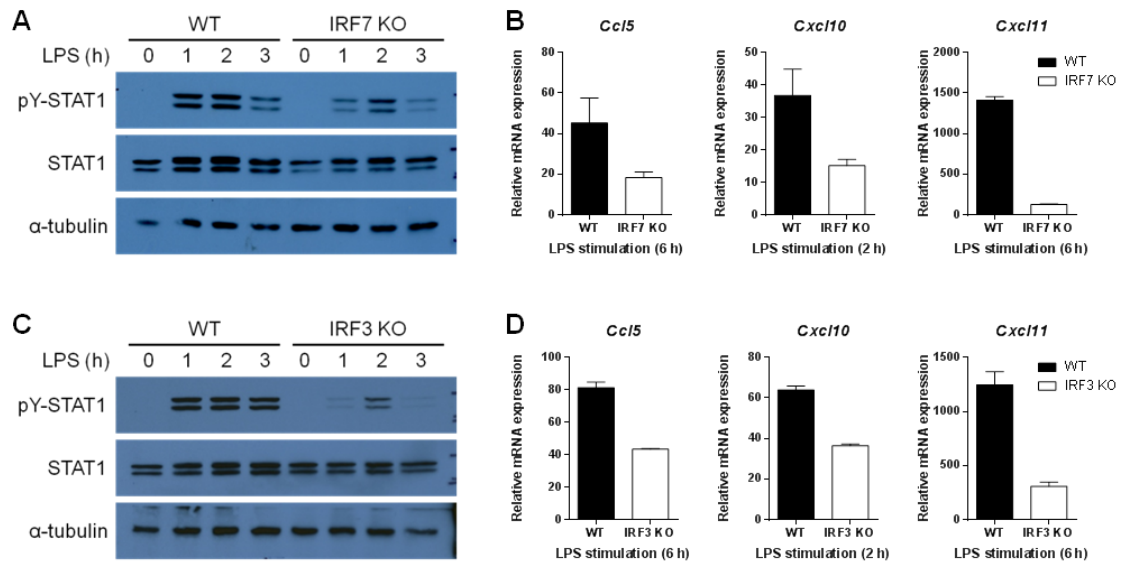 A
WT IRF7 KO
LPS (h) 0 1 2 3 0 1 2 3
pY-STAT1
STAT1
α-tubulin
B
Ccl5
Relative mRNA expression
80
60
40
20
0
WT IRF7 KO
LPS stimulation (6 h)
Cxcl10
Relative mRNA expression
50
40
30
20
10
0
WT IRF7 KO
LPS stimulation (2 h)
Cxcl11
Relative mRNA expression
2000
1500
1000
500
0
WT IRF7 KO
LPS stimulation (6 h)
WT
IRF7 KO
C
WT IRF3 KO
LPS (h) 0 1 2 3 0 1 2 3
pY-STAT1
STAT1
α-tubulin
D
Ccl5
Relative mRNA expression
100
80
60
40
20
0
WT IRF3 KO
LPS stimulation (6 h)
Cxcl10
Relative mRNA expression
80
60
40
20
0
WT IRF3 KO
LPS stimulation (2 h)
Cxcl11
Relative mRNA expression
1500
1250
500
0
WT IRF3 KO
LPS stimulation (6 h)
WT
IRF3 KO